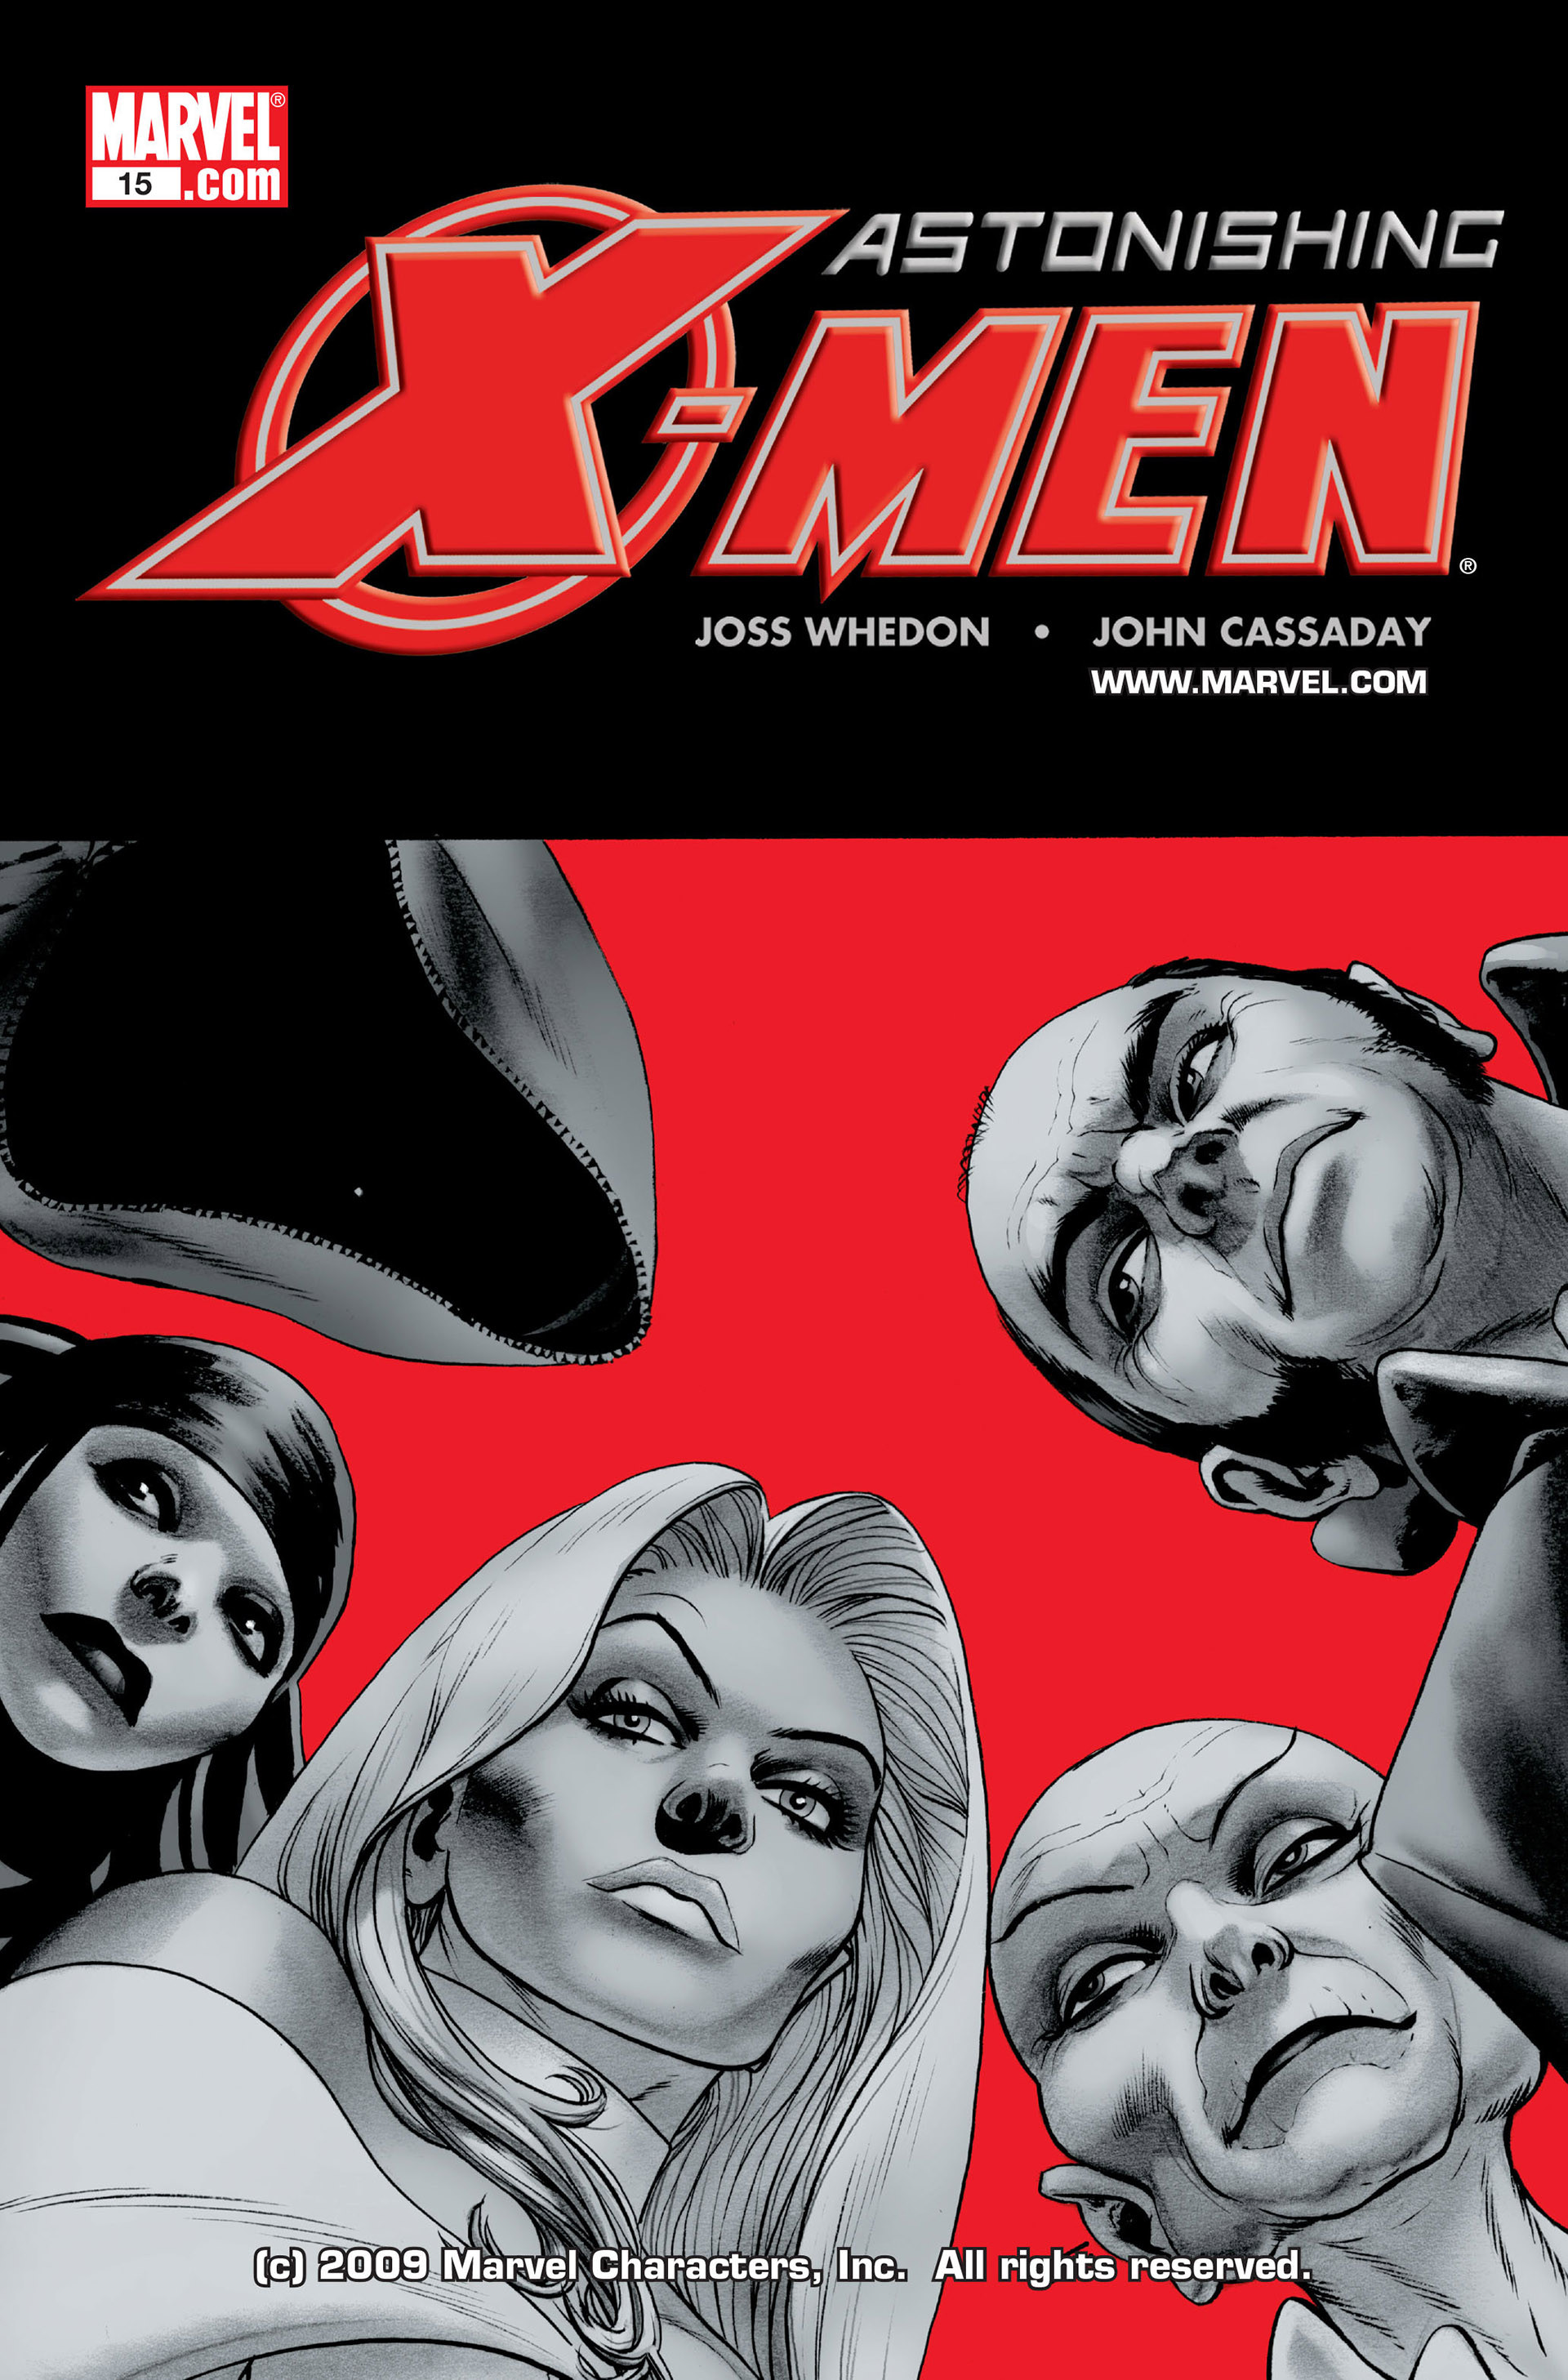 MARVEL®
15 .com
ASTONISHING
X-MEN®
JOSS WHEDON • JOHN CASSADAY
WWW.MARVEL.COM
(c) 2009 Marvel Characters, Inc. All rights reserved.